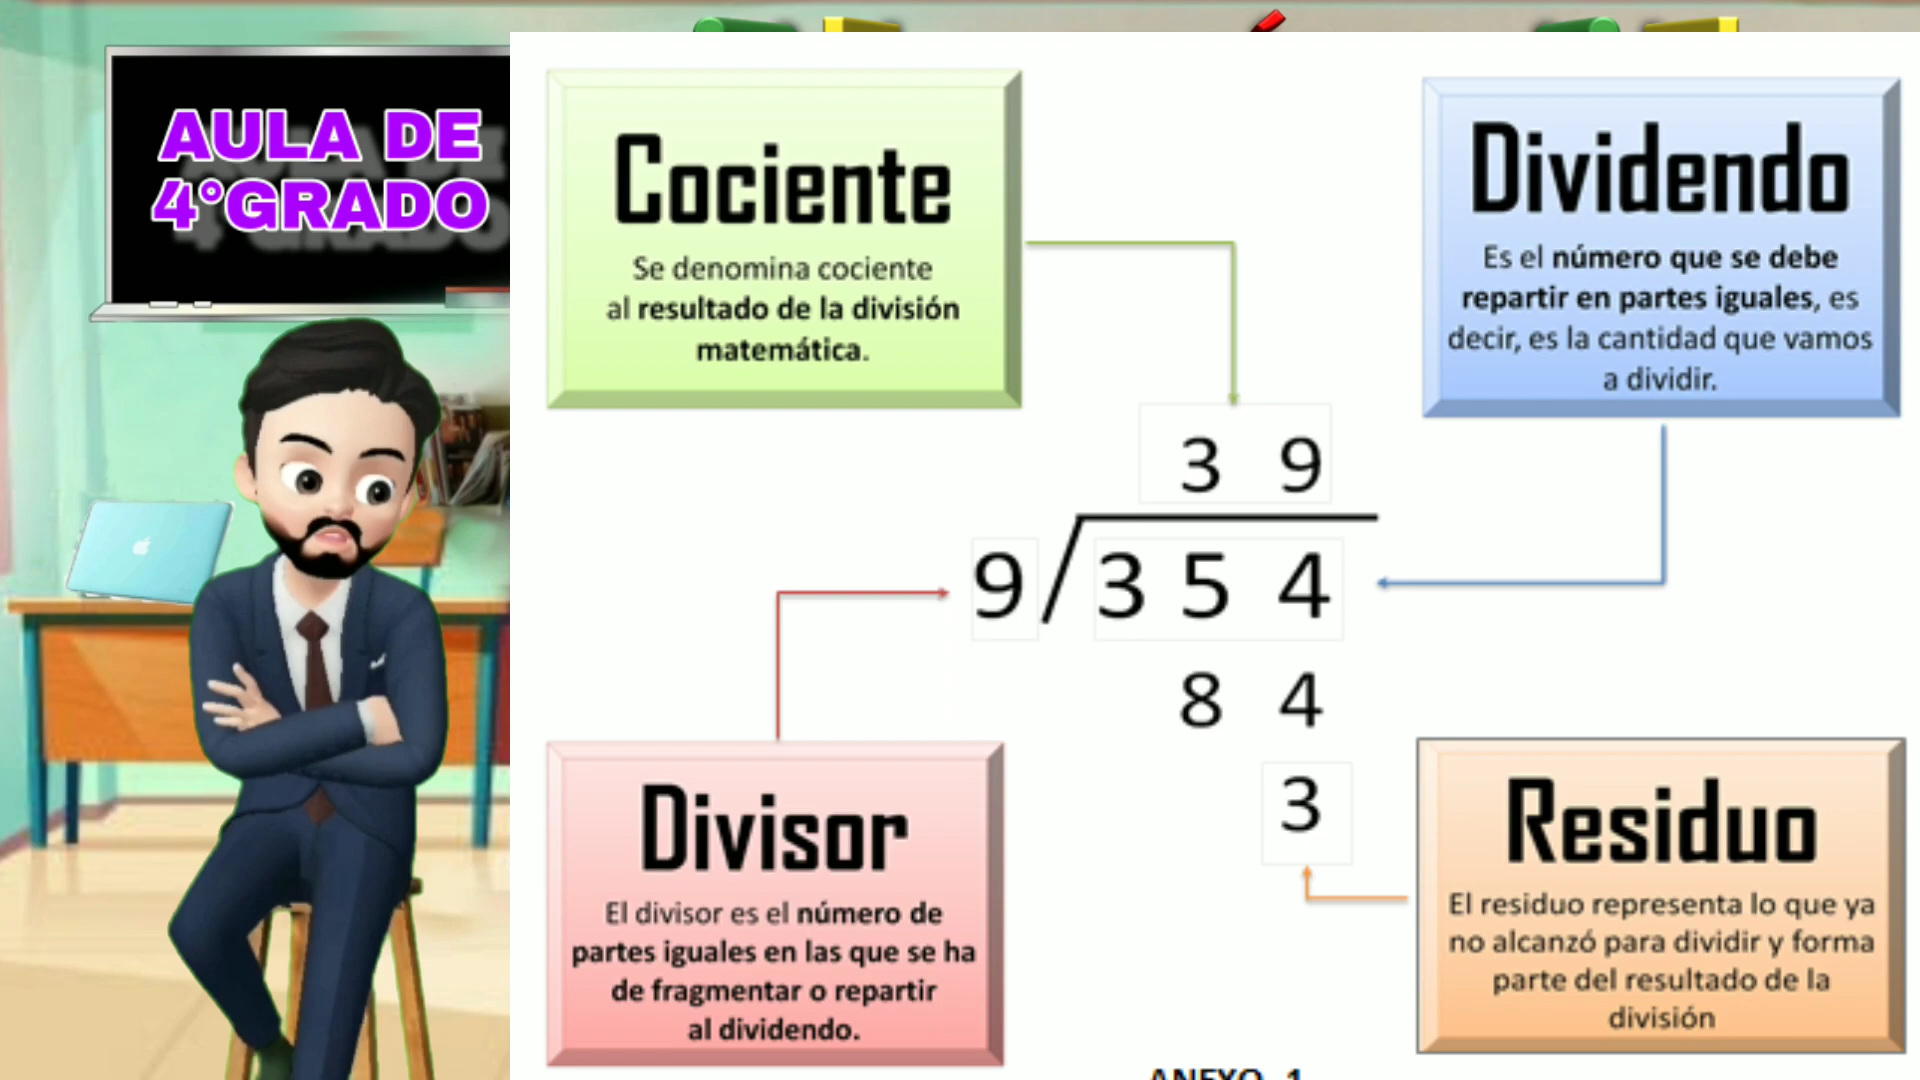 AULA DE
4°GRADO
Cociente
Se denomina cociente
al resultado de la división
matemática.
Dividendo
Es el número que se debe
repartir en partes iguales, es
decir, es la cantidad que vamos
a dividir.
3 9
9 3 5 4
8 4
3
Divisor
El divisor es el número de
partes iguales en las que se ha
de fragmentar o repartir
al dividendo.
Residuo
El residuo representa lo que ya
no alcanzó para dividir y forma
parte del resultado de la
división
ANEXO 1